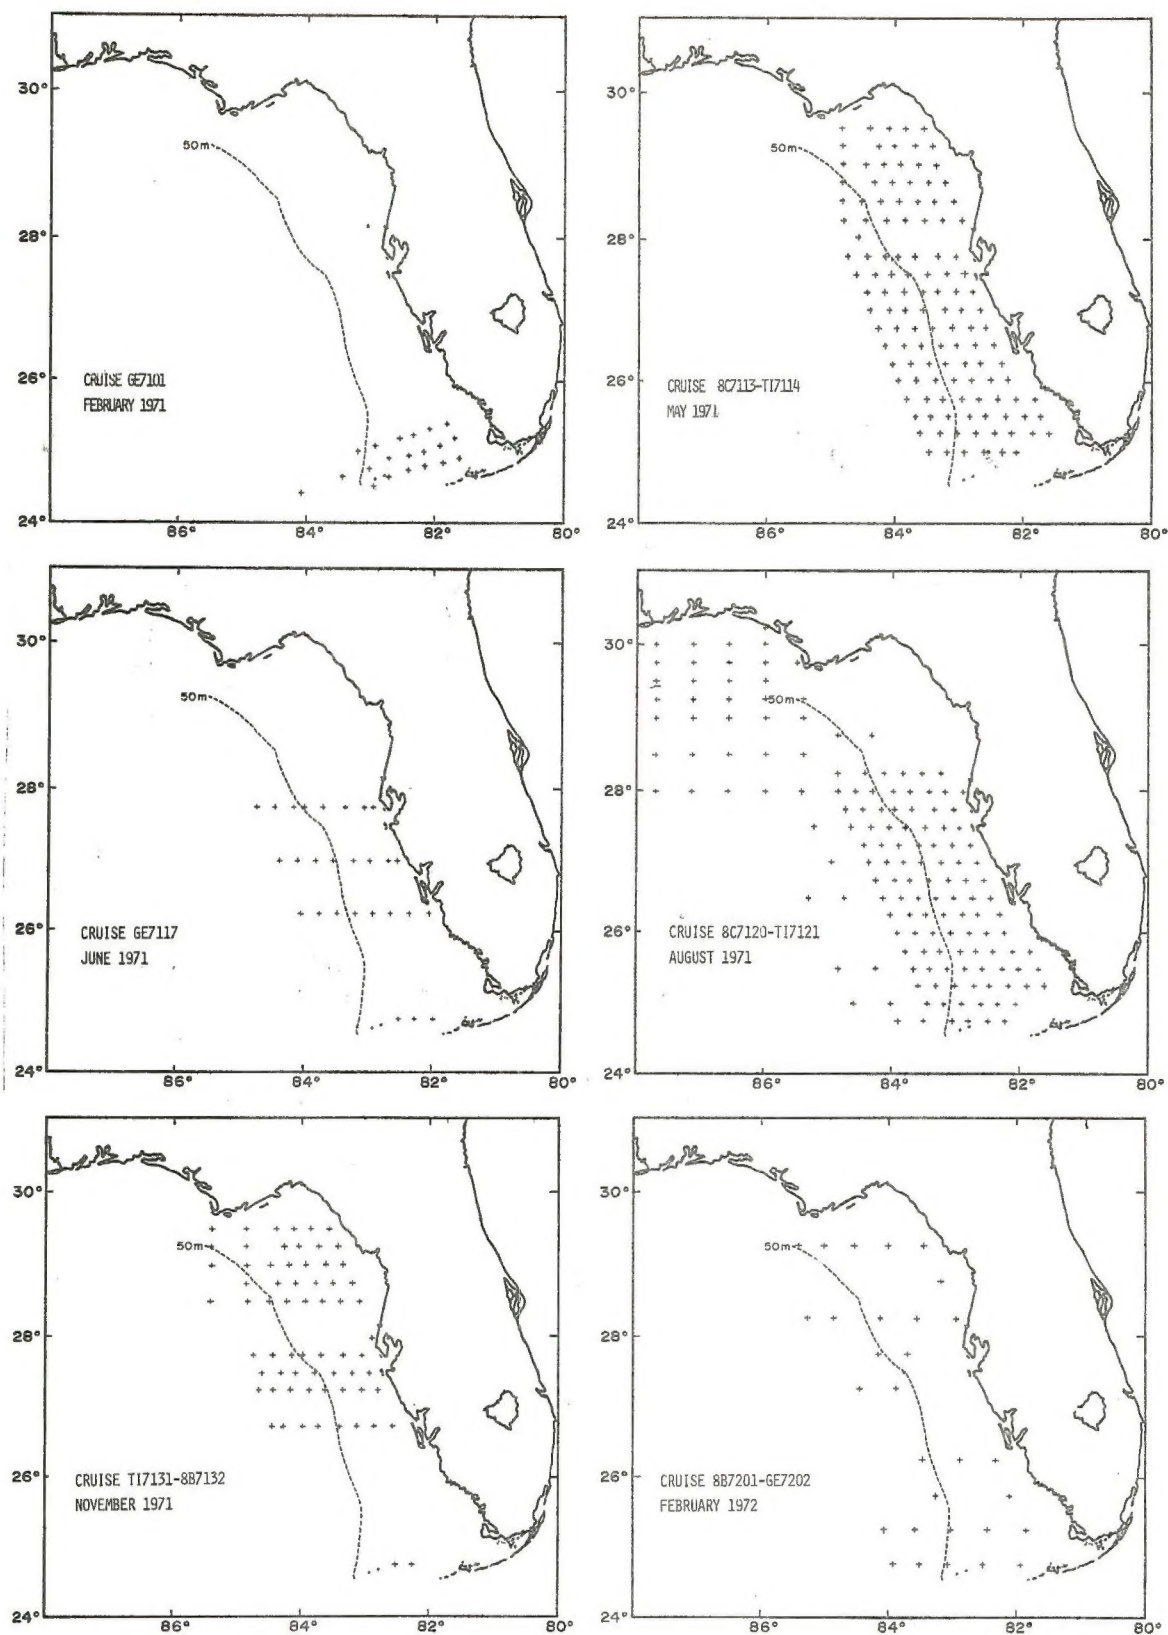 30°
50m
28°
CRUISE GE7101
FEBRUARY 1971
26°
24°
86° 84° 82° 80°
30°
50m
28°
CRUISE 8C7113-TI7114
MAY 1971
26°
24°
86° 84° 82° 80°
30°
50m
28°
CRUISE GE7117
JUNE 1971
26°
24°
86° 84° 82° 80°
30°
50m
28°
CRUISE 8C7120-TI7121
AUGUST 1971
26°
24°
86° 84° 82° 80°
30°
50m
28°
CRUISE TI7131-8B7132
NOVEMBER 1971
26°
24°
86° 84° 82° 80°
30°
50m
28°
CRUISE 8B7201-GE7202
FEBRUARY 1972
26°
24°
86° 84° 82° 80°